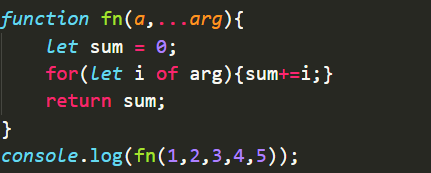 function fn(a,...arg){
    let sum = 0;
    for(let i of arg){sum+=i;}
    return sum;
}
console.log(fn(1,2,3,4,5));